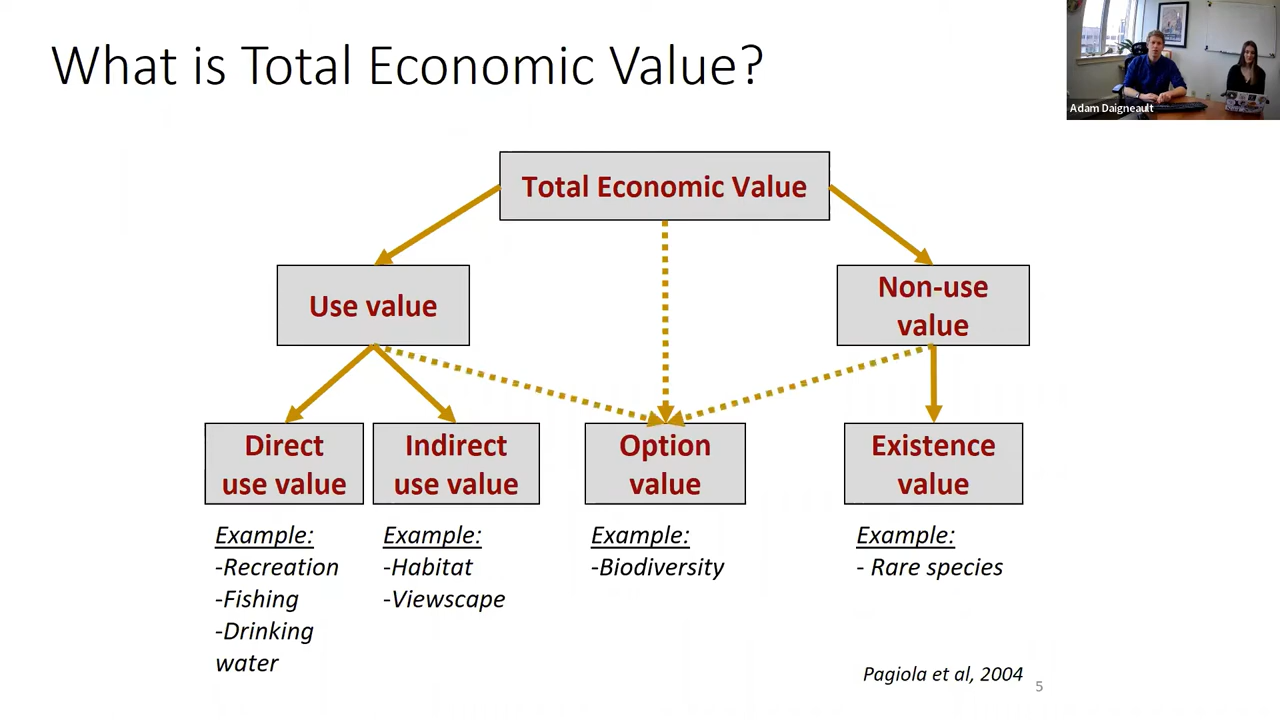 What is Total Economic Value?
Adam Daigneault
Total Economic Value
Use value
Non-use
value
Direct
use value
Indirect
use value
Option
value
Existence
value
Example:
-Recreation
-Fishing
-Drinking
water
Example:
-Habitat
-Viewscape
Example:
-Biodiversity
Example:
- Rare species
Pagiola et al, 2004
5